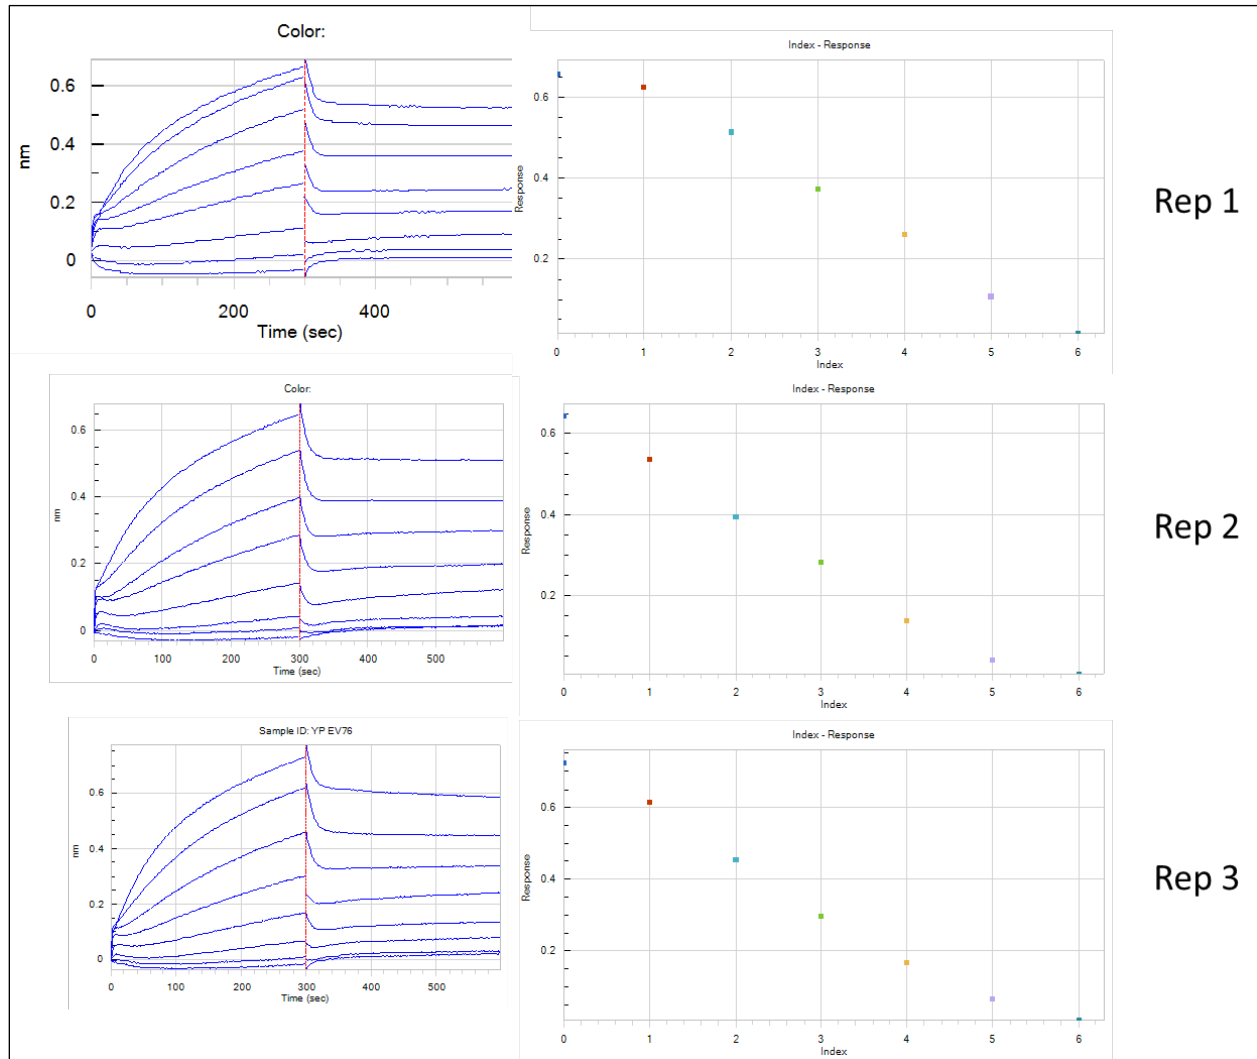 Color:
0.6
0.4
0.2
0
nm
0 200 400
Time (sec)
Index - Response
0.6
0.4
0.2
Response
0 1 2 3 4 5 6
Index
Rep 1
Color:
0.6
0.4
0.2
0
nm
0 100 200 300 400 500
Time (sec)
Index - Response
0.6
0.4
0.2
Response
0 1 2 3 4 5 6
Index
Rep 2
Sample ID: YP EV76
0.6
0.4
0.2
0
nm
0 100 200 300 400 500
Time (sec)
Index - Response
0.6
0.4
0.2
Response
0 1 2 3 4 5 6
Index
Rep 3